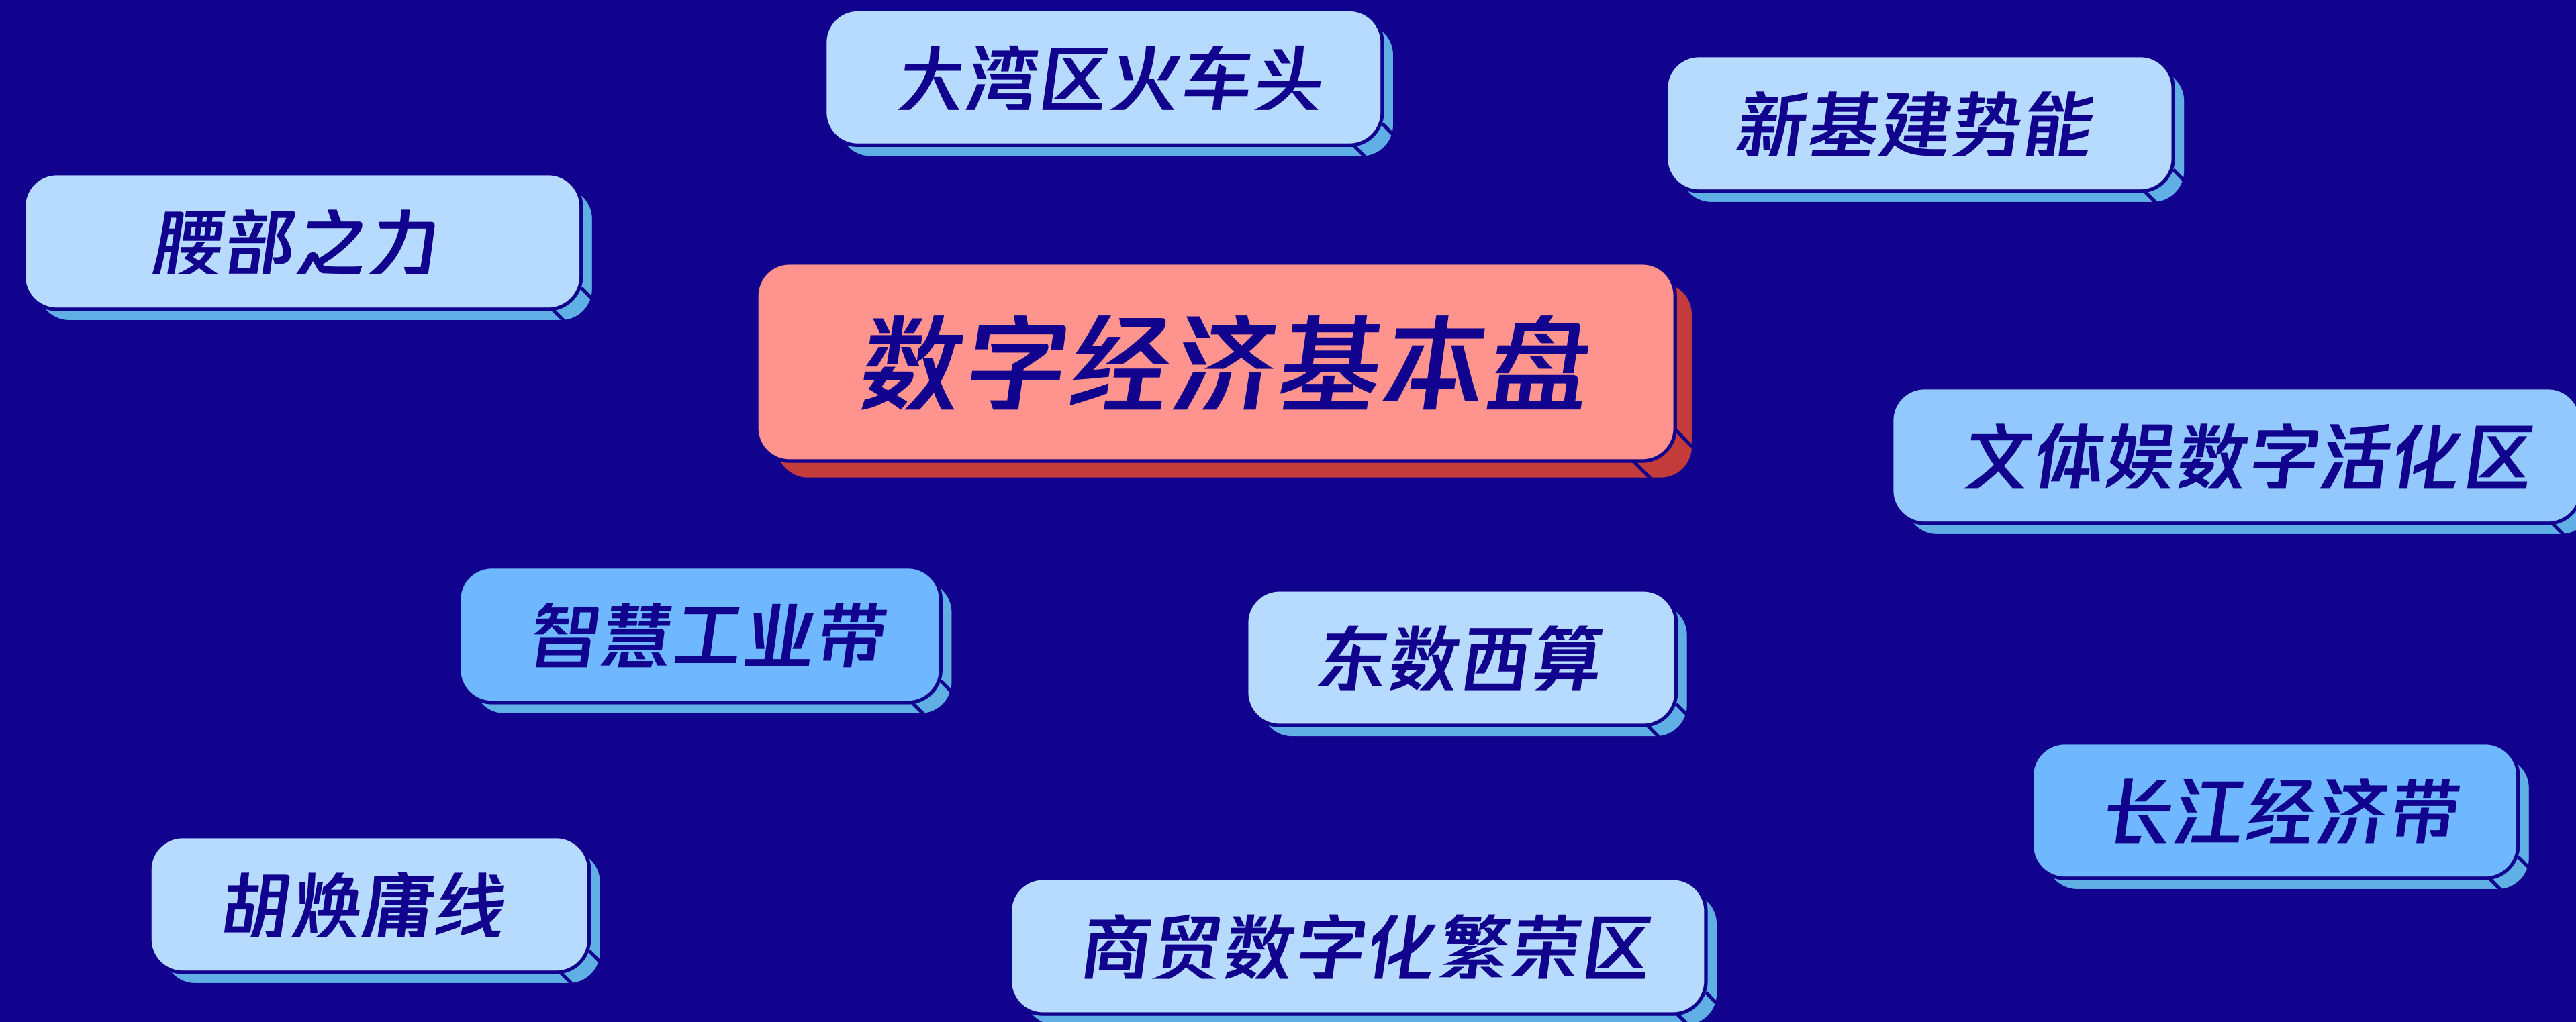 大湾区火车头
新基建势能
腰部之力
数字经济基本盘
文体娱数字活化区
智慧工业带
东数西算
长江经济带
胡焕庸线
商贸数字化繁荣区